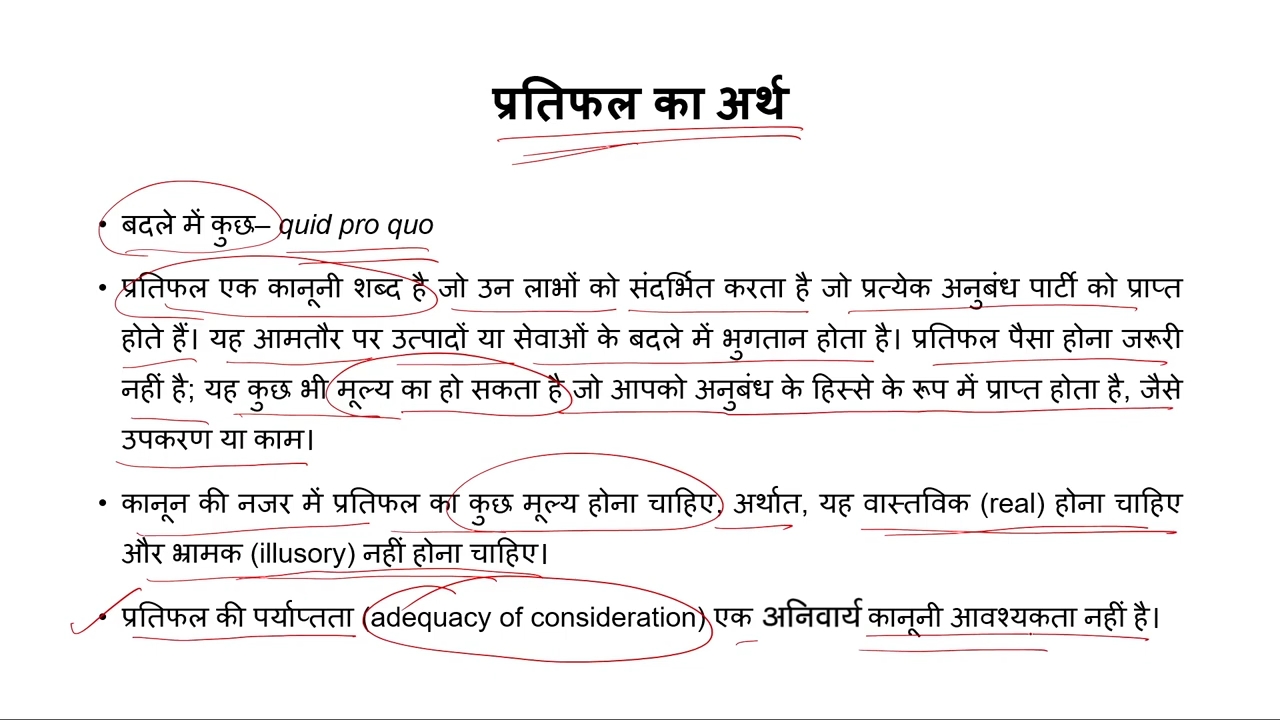 प्रतिफल का अर्थ
• बदले में कुछ– quid pro quo
• प्रतिफल एक कानूनी शब्द है जो उन लाभों को संदर्भित करता है जो प्रत्येक अनुबंध पार्टी को प्राप्त
होते हैं। यह आमतौर पर उत्पादों या सेवाओं के बदले में भुगतान होता है। प्रतिफल पैसा होना जरूरी
नहीं है; यह कुछ भी मूल्य का हो सकता है जो आपको अनुबंध के हिस्से के रूप में प्राप्त होता है, जैसे
उपकरण या काम।
• कानून की नजर में प्रतिफल का कुछ मूल्य होना चाहिए, अर्थात, यह वास्तविक (real) होना चाहिए
और भ्रामक (illusory) नहीं होना चाहिए।
• प्रतिफल की पर्याप्तता (adequacy of consideration) एक अनिवार्य कानूनी आवश्यकता नहीं है।